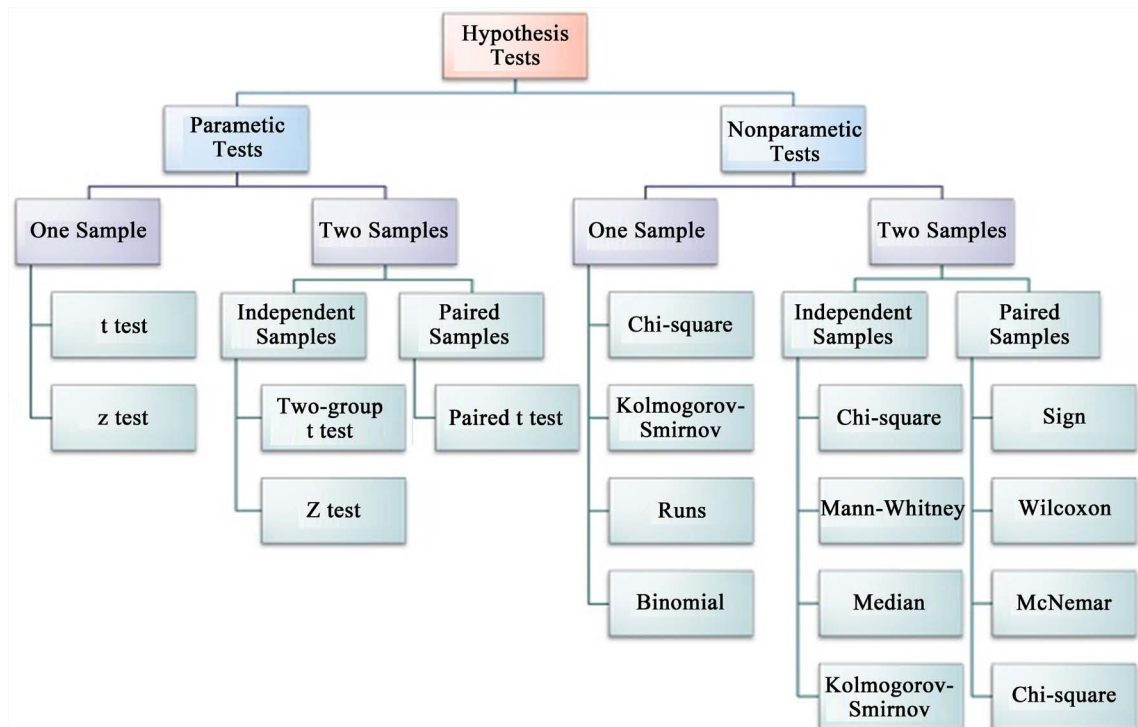 Hypothesis
Tests
Parametic
Tests
Nonparametic
Tests
One Sample
Two Samples
One Sample
Two Samples
t test
z test
Independent
Samples
Paired
Samples
Two-group
t test
Z test
Paired t test
Chi-square
Kolmogorov-
Smirnov
Runs
Binomial
Independent
Samples
Paired
Samples
Chi-square
Mann-Whitney
Median
Kolmogorov-
Smirnov
Sign
Wilcoxon
McNemar
Chi-square